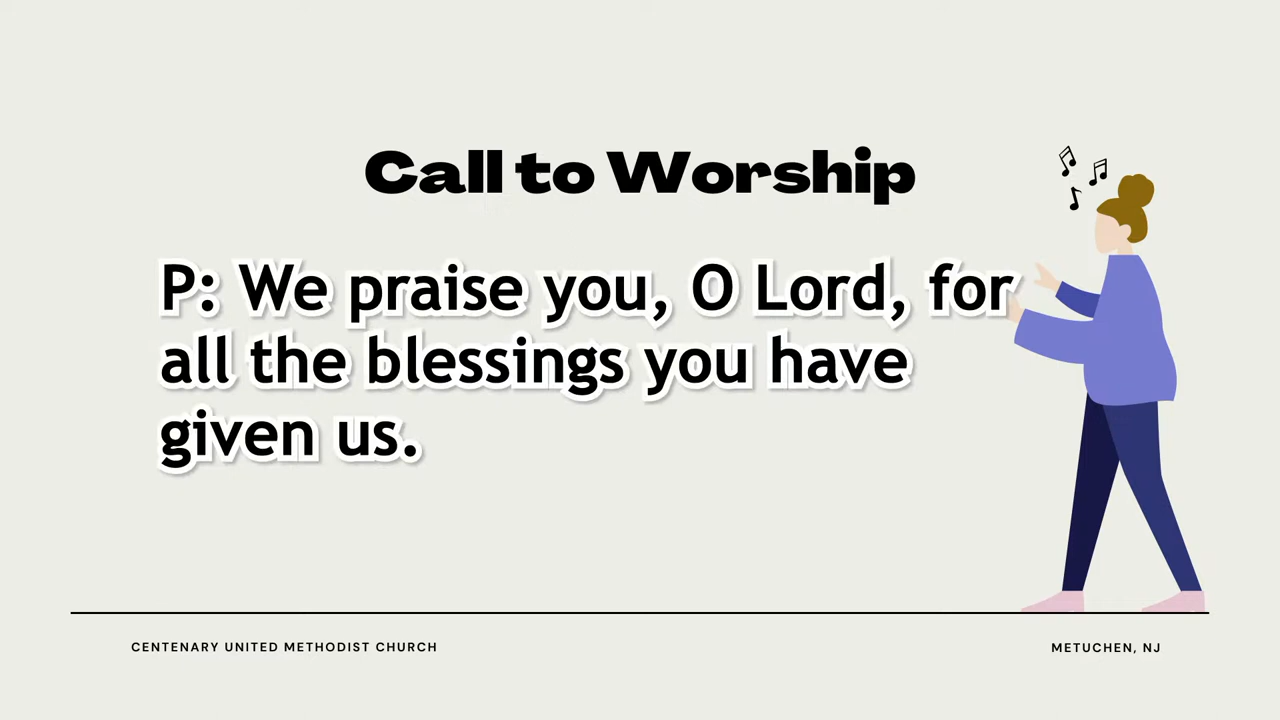 Call to Worship
P: We praise you, O Lord, for
all the blessings you have
given us.
CENTENARY UNITED METHODIST CHURCH
METUCHEN, NJ